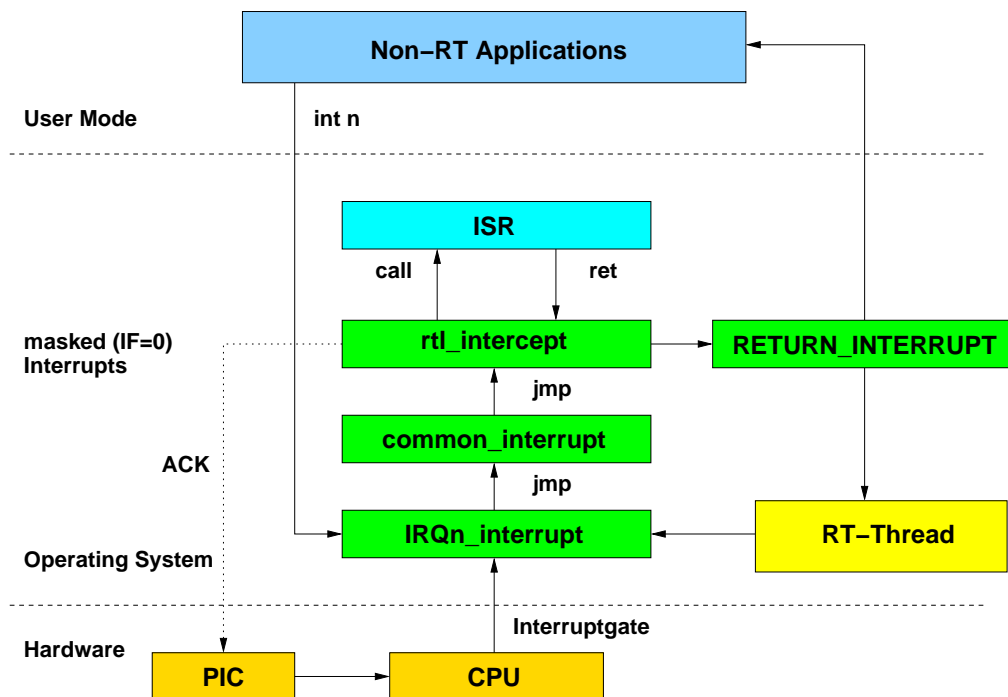 Non−RT Applications
User Mode
int n
ISR
call
ret
masked (IF=0)
Interrupts
rtl_intercept
RETURN_INTERRUPT
jmp
common_interrupt
ACK
jmp
IRQn_interrupt
RT−Thread
Operating System
Interruptgate
Hardware
PIC
CPU